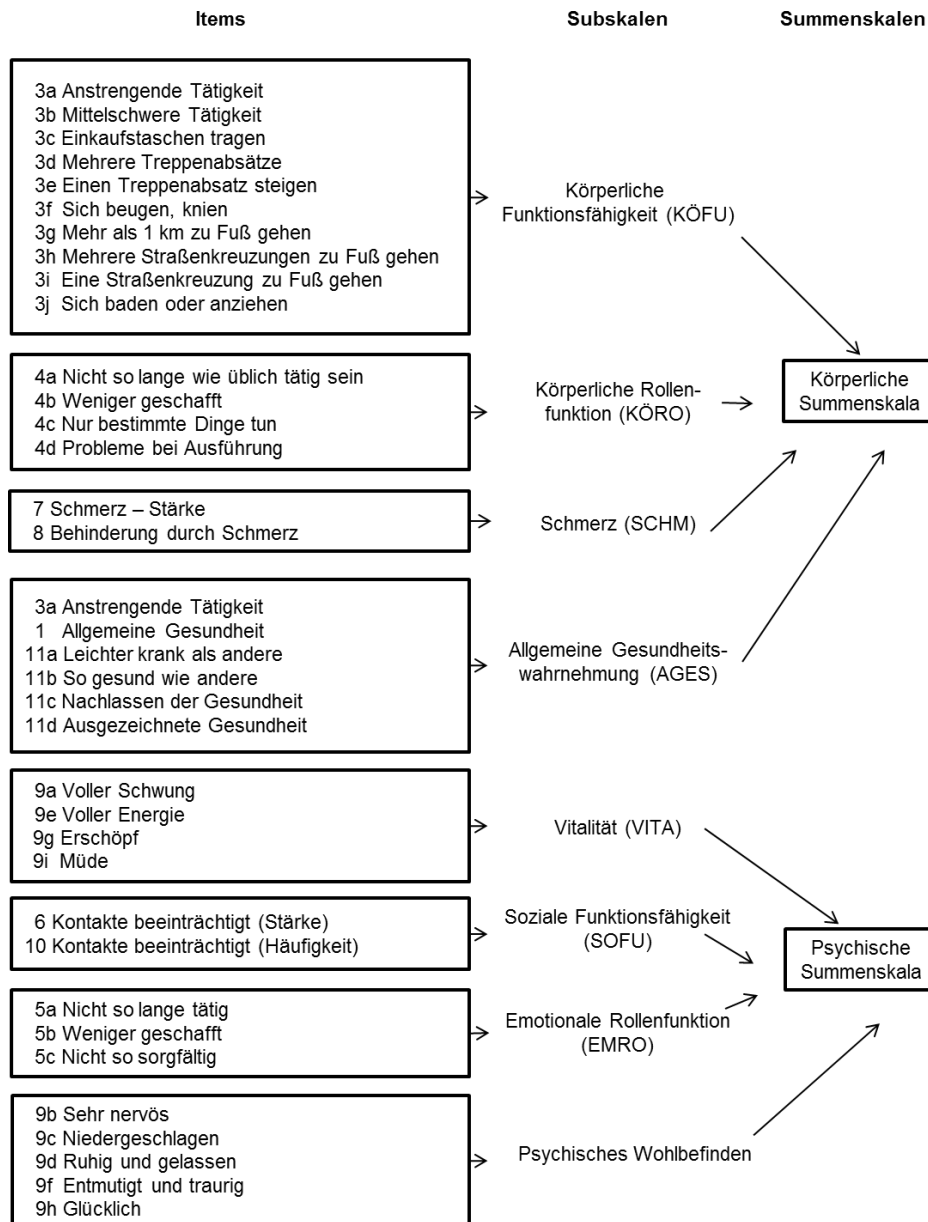 Items Subskalen Summenskalen
3a Anstrengende Tätigkeit
3b Mittelschwere Tätigkeit
3c Einkaufstaschen tragen
3d Mehrere Treppenabsätze
3e Einen Treppenabsatz steigen
3f Sich beugen, knien
3g Mehr als 1 km zu Fuß gehen
3h Mehrere Straßenkreuzungen zu Fuß gehen
3i Eine Straßenkreuzung zu Fuß gehen
3j Sich baden oder anziehen
Körperliche
Funktionsfähigkeit (KÖFU)
4a Nicht so lange wie üblich tätig sein
4b Weniger geschafft
4c Nur bestimmte Dinge tun
4d Probleme bei Ausführung
Körperliche Rollen-
funktion (KÖRO)
Körperliche
Summenskala
7 Schmerz – Stärke
8 Behinderung durch Schmerz
Schmerz (SCHM)
3a Anstrengende Tätigkeit
1 Allgemeine Gesundheit
11a Leichter krank als andere
11b So gesund wie andere
11c Nachlassen der Gesundheit
11d Ausgezeichnete Gesundheit
Allgemeine Gesundheits-
wahrnehmung (AGES)
9a Voller Schwung
9e Voller Energie
9g Erschöpf
9i Müde
Vitalität (VITA)
6 Kontakte beeinträchtigt (Stärke)
10 Kontakte beeinträchtigt (Häufigkeit)
Soziale Funktionsfähigkeit
(SOFU)
Psychische
Summenskala
5a Nicht so lange tätig
5b Weniger geschafft
5c Nicht so sorgfältig
Emotionale Rollenfunktion
(EMRO)
9b Sehr nervös
9c Niedergeschlagen
9d Ruhig und gelassen
9f Entmutigt und traurig
9h Glücklich
Psychisches Wohlbefinden